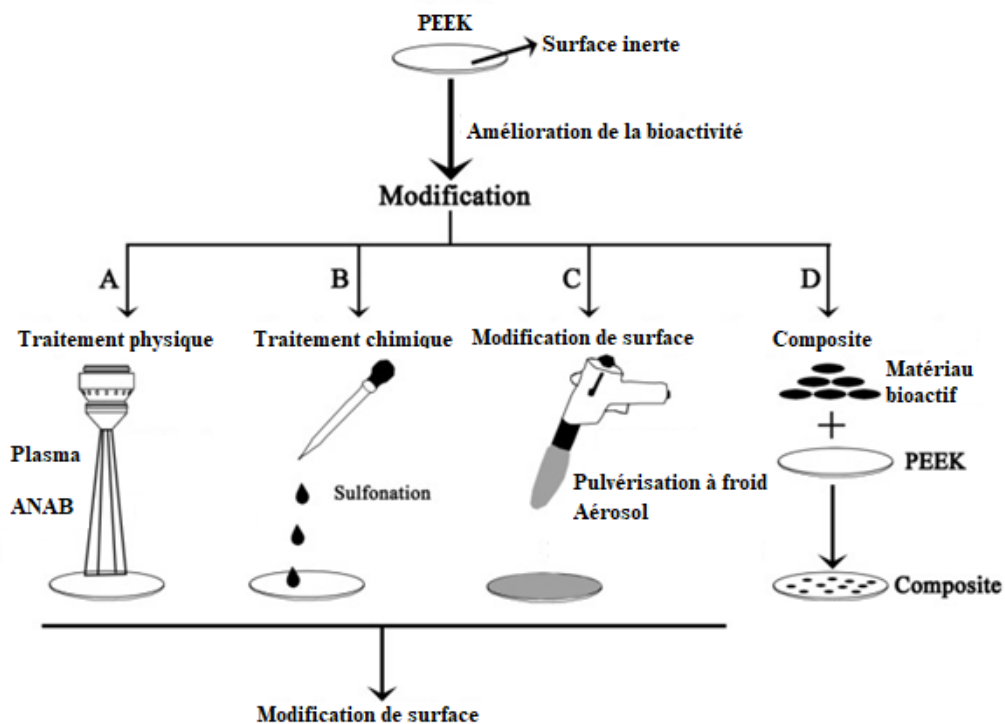 PEEK
Surface inerte
Amélioration de la bioactivité
Modification
A
B
C
D
Traitement physique
Traitement chimique
Modification de surface
Composite
Matériau
bioactif
+
PEEK
Plasma
ANAB
Sulfonation
Pulvérisation à froid
Aérosol
Composite
Modification de surface